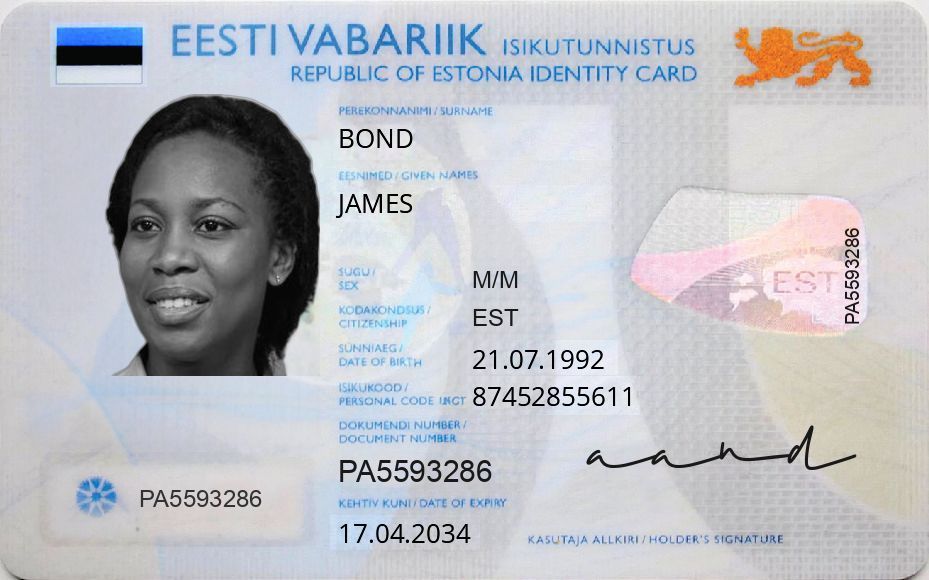 EESTI VABARIIK ISIKUTUNNISTUS
REPUBLIC OF ESTONIA IDENTITY CARD
PEREKONNANIMI / SURNAME
BOND
EESNIMED / GIVEN NAMES
JAMES
SUGU /
SEX
M/M
KODAKONDSUS /
CITIZENSHIP
EST
SÜNNIAEG /
DATE OF BIRTH
21.07.1992
ISIKUKOOD /
PERSONAL CODE
87452855611
DOKUMENDI NUMBER /
DOCUMENT NUMBER
PA5593286
KEHTIV KUNI / DATE OF EXPIRY
17.04.2034
PA5593286
EST
PA5593286
KASUTAJA ALLKIRI / HOLDER'S SIGNATURE